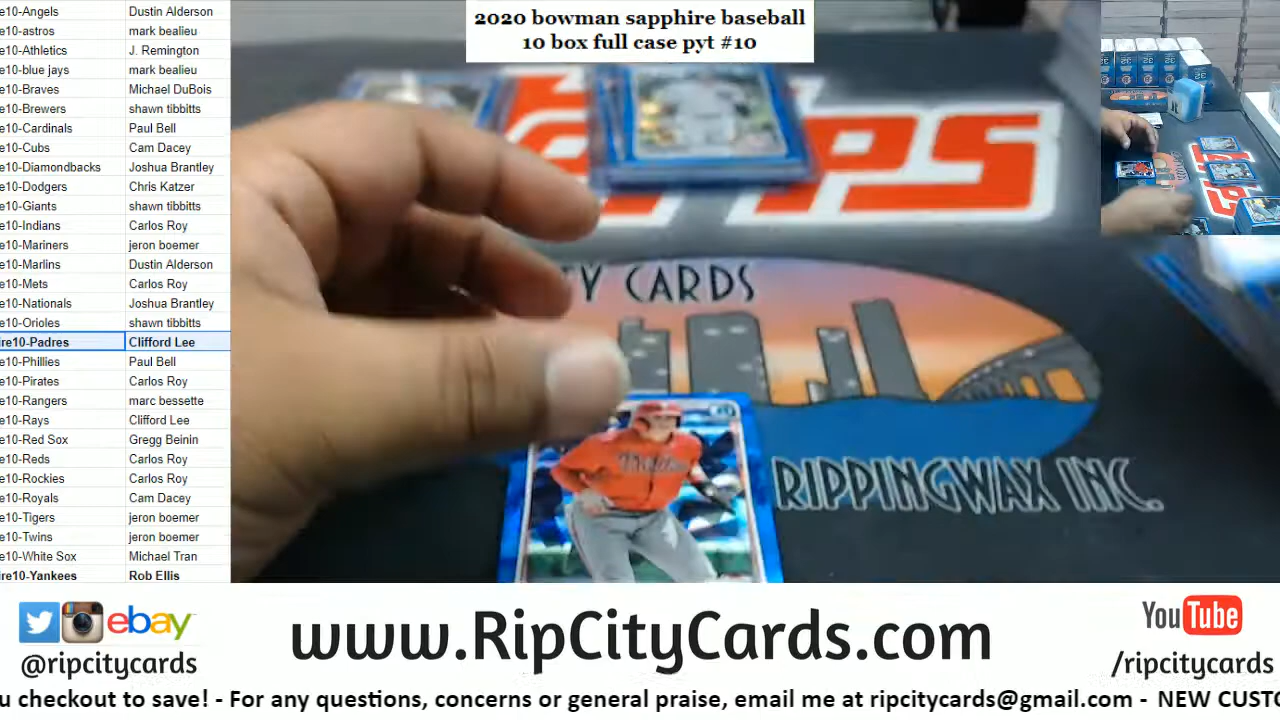 2020 bowman sapphire baseball
10 box full case pyt #10
e10-Angels Dustin Alderson
e10-astros mark bealieu
e10-Athletics J. Remington
e10-blue jays mark bealieu
e10-Braves Michael DuBois
e10-Brewers shawn tibbitts
e10-Cardinals Paul Bell
e10-Cubs Cam Dacey
e10-Diamondbacks Joshua Brantley
e10-Dodgers Chris Katzer
e10-Giants shawn tibbitts
e10-Indians Carlos Roy
e10-Mariners jeron boemer
e10-Marlins Dustin Alderson
e10-Mets Carlos Roy
e10-Nationals Joshua Brantley
e10-Orioles shawn tibbitts
ire10-Padres Clifford Lee
e10-Phillies Paul Bell
e10-Pirates Carlos Roy
e10-Rangers marc bessette
e10-Rays Clifford Lee
e10-Red Sox Gregg Beinin
e10-Reds Carlos Roy
e10-Rockies Carlos Roy
e10-Royals Cam Dacey
e10-Tigers jeron boemer
e10-Twins jeron boemer
e10-White Sox Michael Tran
ire10-Yankees Rob Ellis
PS
TY CARDS
RIPPINGWAX INC.
ebay
@ripcitycards
www.RipCityCards.com
YouTube
/ripcitycards
u checkout to save! - For any questions, concerns or general praise, email me at ripcitycards@gmail.com - NEW CUSTO